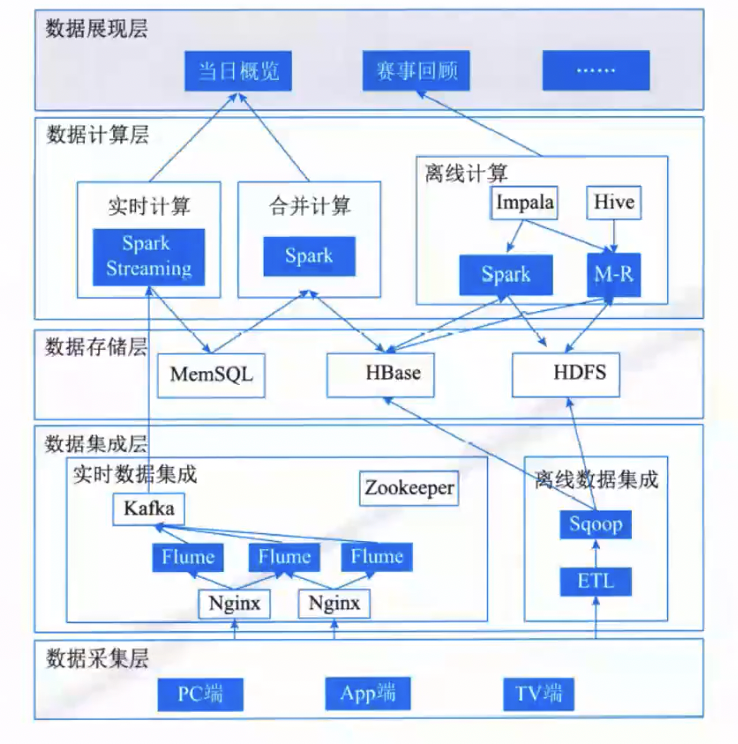 数据展现层
当日概览
赛事回顾
……
数据计算层
离线计算
实时计算
合并计算
Impala
Hive
Spark
Streaming
Spark
Spark
M-R
数据存储层
MemSQL
HBase
HDFS
数据集成层
实时数据集成
Zookeeper
离线数据集成
Kafka
Sqoop
Flume
Flume
Flume
ETL
Nginx
Nginx
数据采集层
PC端
App端
TV端